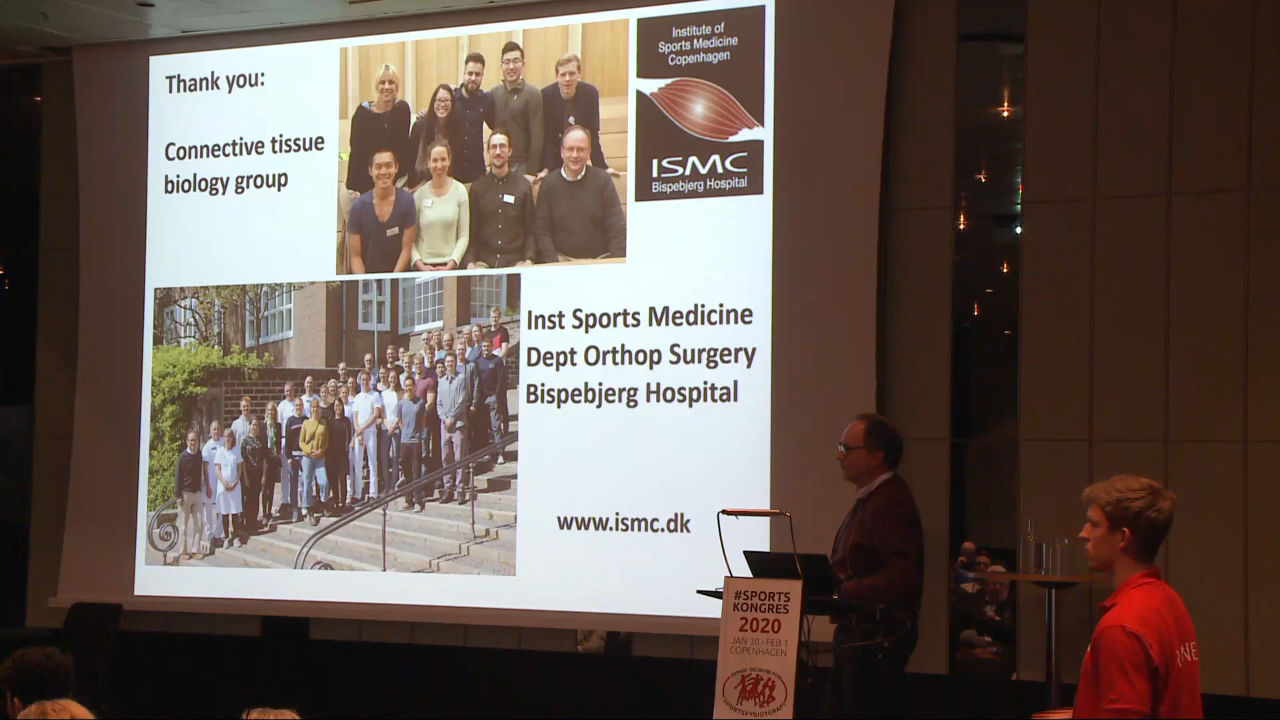 Thank you:
Connective tissue
biology group
Institute of
Sports Medicine
Copenhagen
ISMC
Bispebjerg Hospital
Inst Sports Medicine
Dept Orthop Surgery
Bispebjerg Hospital
www.ismc.dk
#SPORTS
KONGRES
2020
JAN 30 - FEB 1
COPENHAGEN